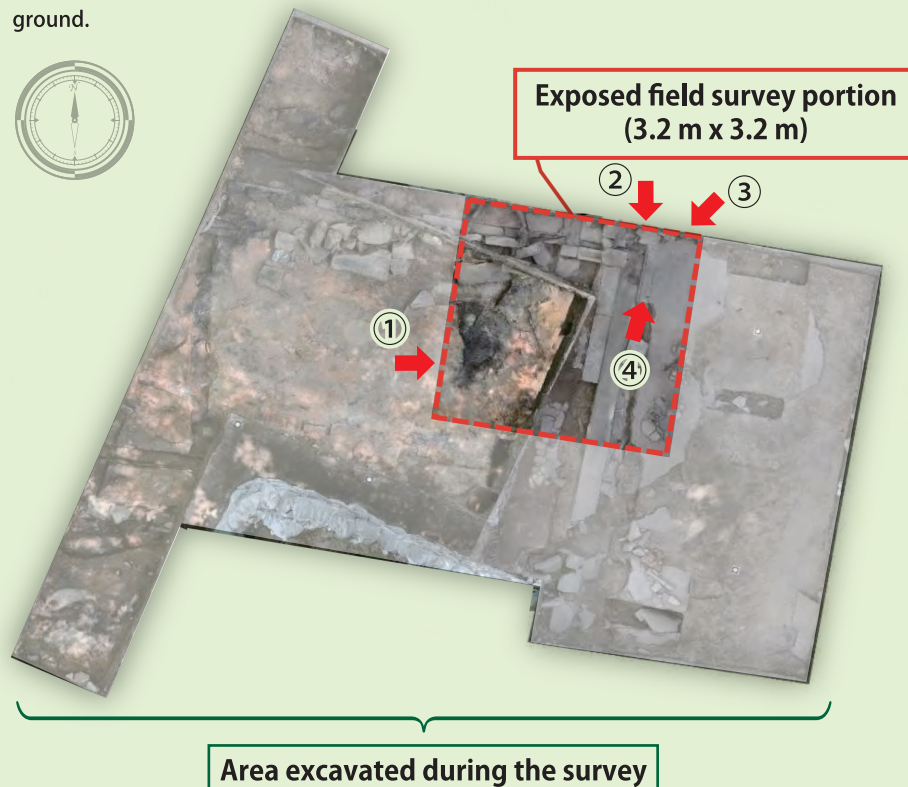 ground.
N
Exposed field survey portion
(3.2 m x 3.2 m)
②
③
①
④
Area excavated during the survey